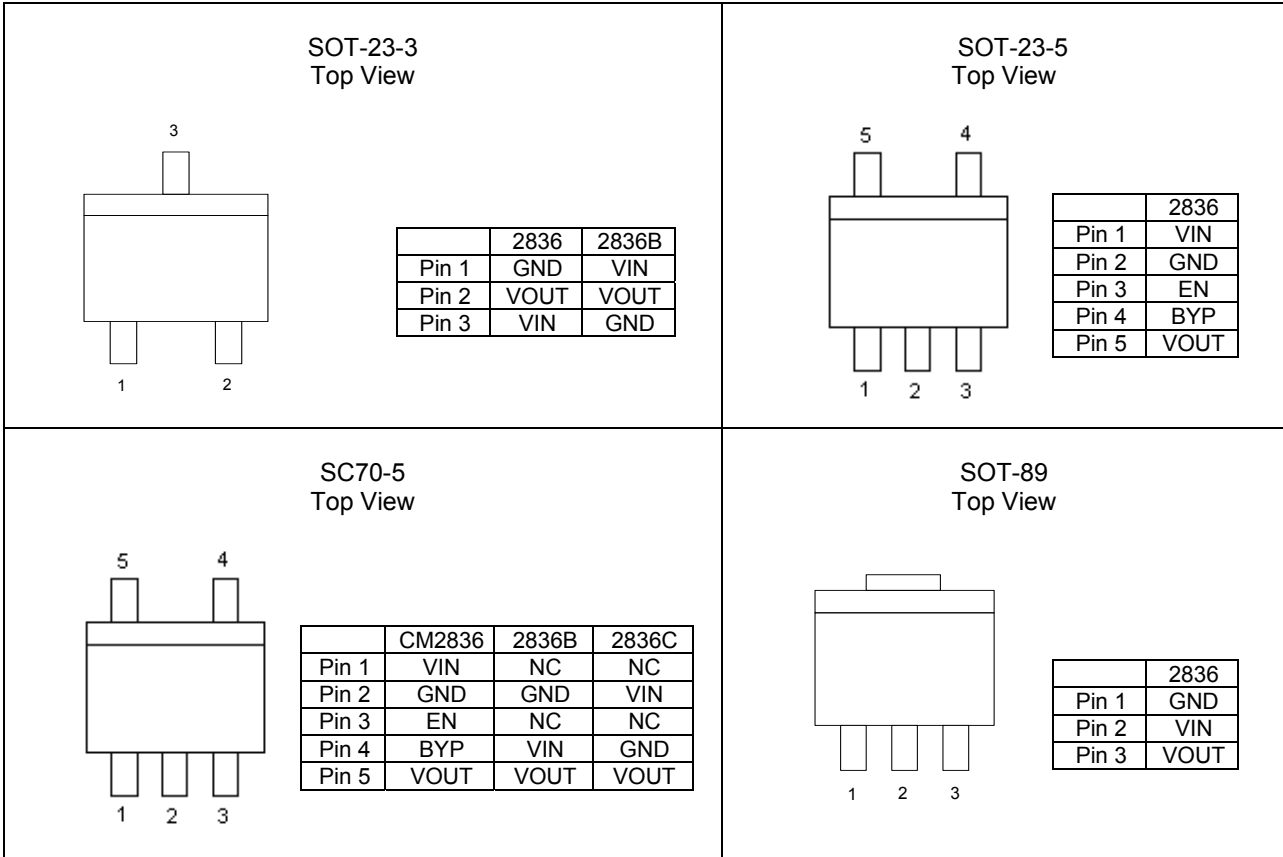 SOT-23-3
Top View
3
1 2
2836 2836B
Pin 1 GND VIN
Pin 2 VOUT VOUT
Pin 3 VIN GND
SOT-23-5
Top View
5 4
1 2 3
2836
Pin 1 VIN
Pin 2 GND
Pin 3 EN
Pin 4 BYP
Pin 5 VOUT
SC70-5
Top View
5 4
1 2 3
CM2836 2836B 2836C
Pin 1 VIN NC NC
Pin 2 GND GND VIN
Pin 3 EN NC NC
Pin 4 BYP VIN GND
Pin 5 VOUT VOUT VOUT
SOT-89
Top View
1 2 3
2836
Pin 1 GND
Pin 2 VIN
Pin 3 VOUT